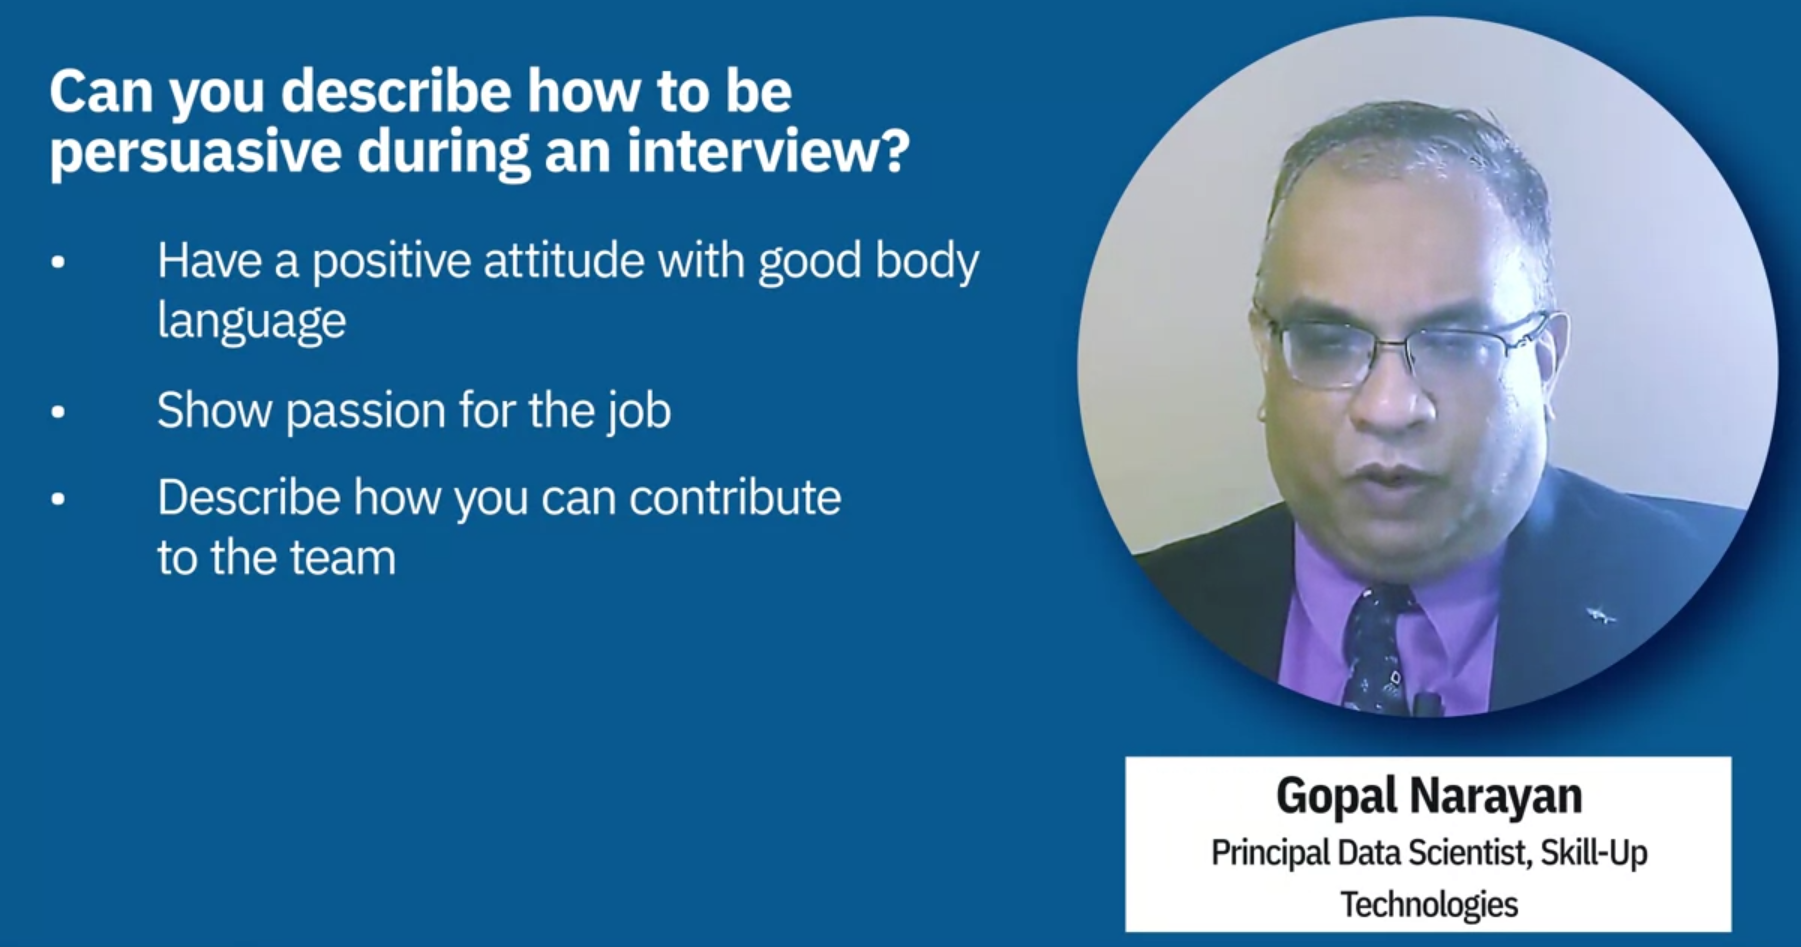 Can you describe how to be
persuasive during an interview?
• Have a positive attitude with good body
language
• Show passion for the job
• Describe how you can contribute
to the team
Gopal Narayan
Principal Data Scientist, Skill-Up
Technologies